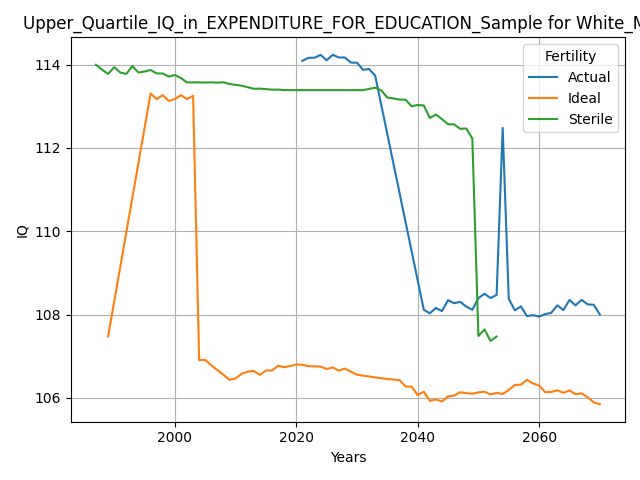 Upper_Quartile_IQ_in_EXPENDITURE_FOR_EDUCATION_Sample for White_M
Fertility
Actual
Ideal
Sterile
114
112
110
108
106
IQ
2000
2020
2040
2060
Years